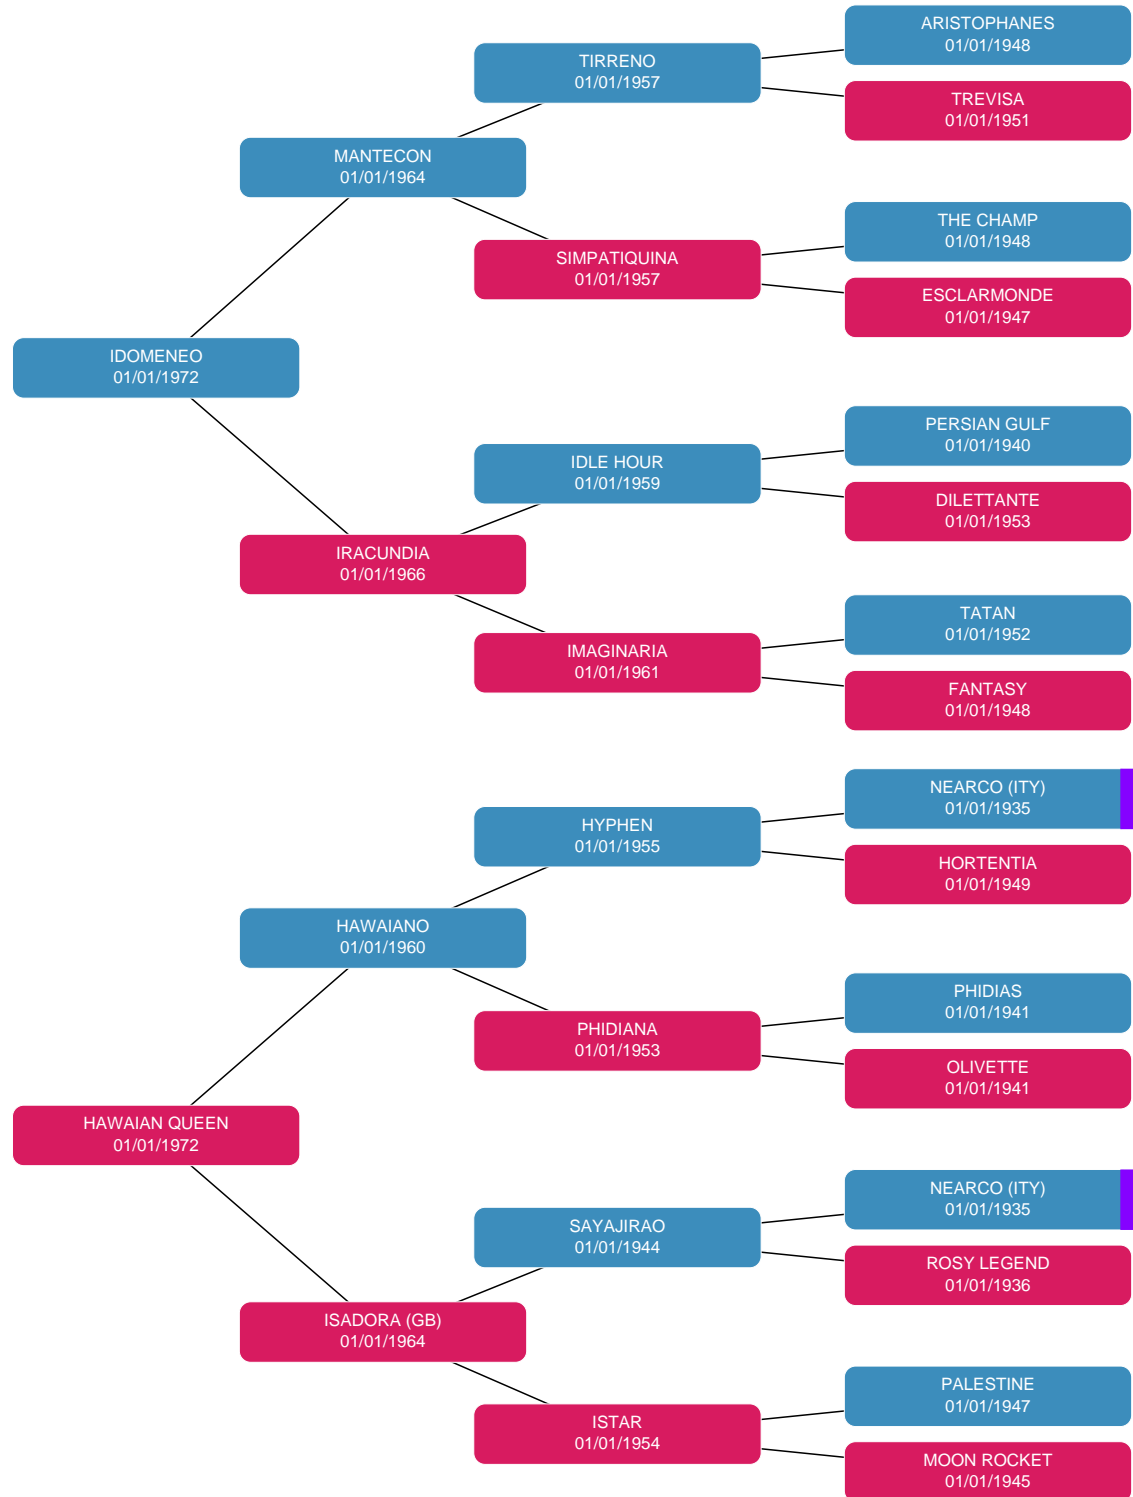 ARISTOPHANES
01/01/1948
TIRRENO
01/01/1957
TREVISA
01/01/1951
MANTECON
01/01/1964
THE CHAMP
01/01/1948
SIMPATIQUINA
01/01/1957
ESCLARMONDE
01/01/1947
IDOMENEO
01/01/1972
PERSIAN GULF
01/01/1940
IDLE HOUR
01/01/1959
DILETTANTE
01/01/1953
IRACUNDIA
01/01/1966
TATAN
01/01/1952
IMAGINARIA
01/01/1961
FANTASY
01/01/1948
NEARCO (ITY)
01/01/1935
HYPHEN
01/01/1955
HORTENTIA
01/01/1949
HAWAIANO
01/01/1960
PHIDIAS
01/01/1941
PHIDIANA
01/01/1953
OLIVETTE
01/01/1941
HAWAIAN QUEEN
01/01/1972
NEARCO (ITY)
01/01/1935
SAYAJIRAO
01/01/1944
ROSY LEGEND
01/01/1936
ISADORA (GB)
01/01/1964
PALESTINE
01/01/1947
ISTAR
01/01/1954
MOON ROCKET
01/01/1945